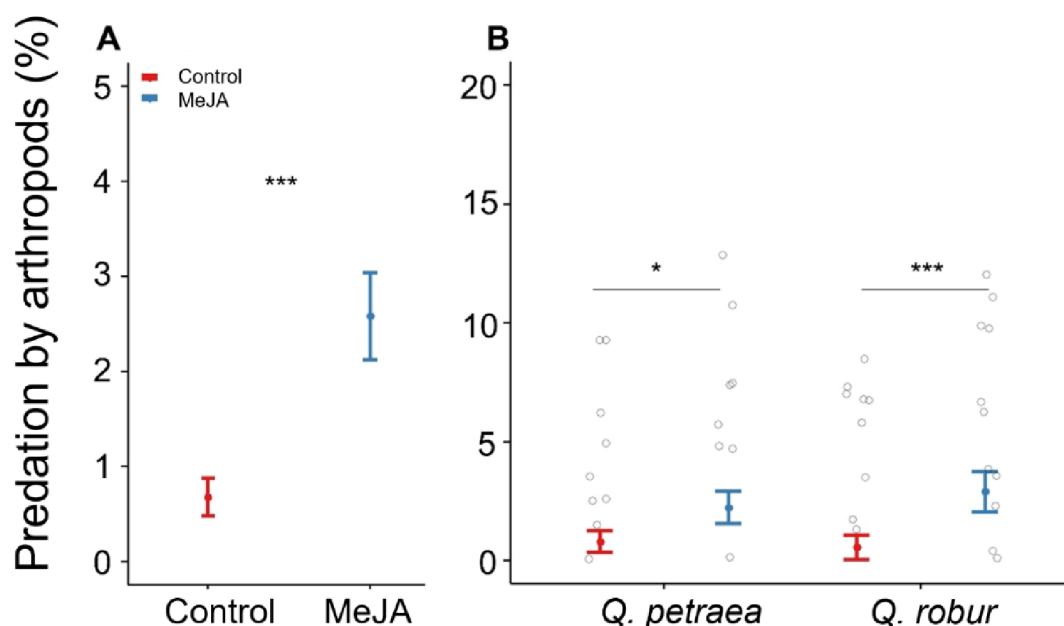 Predation by arthropods (%)
A
Control
MeJA
5
4
3
2
1
0
***
Control MeJA
B
20
15
10
5
0
*
***
Q. petraea Q. robur